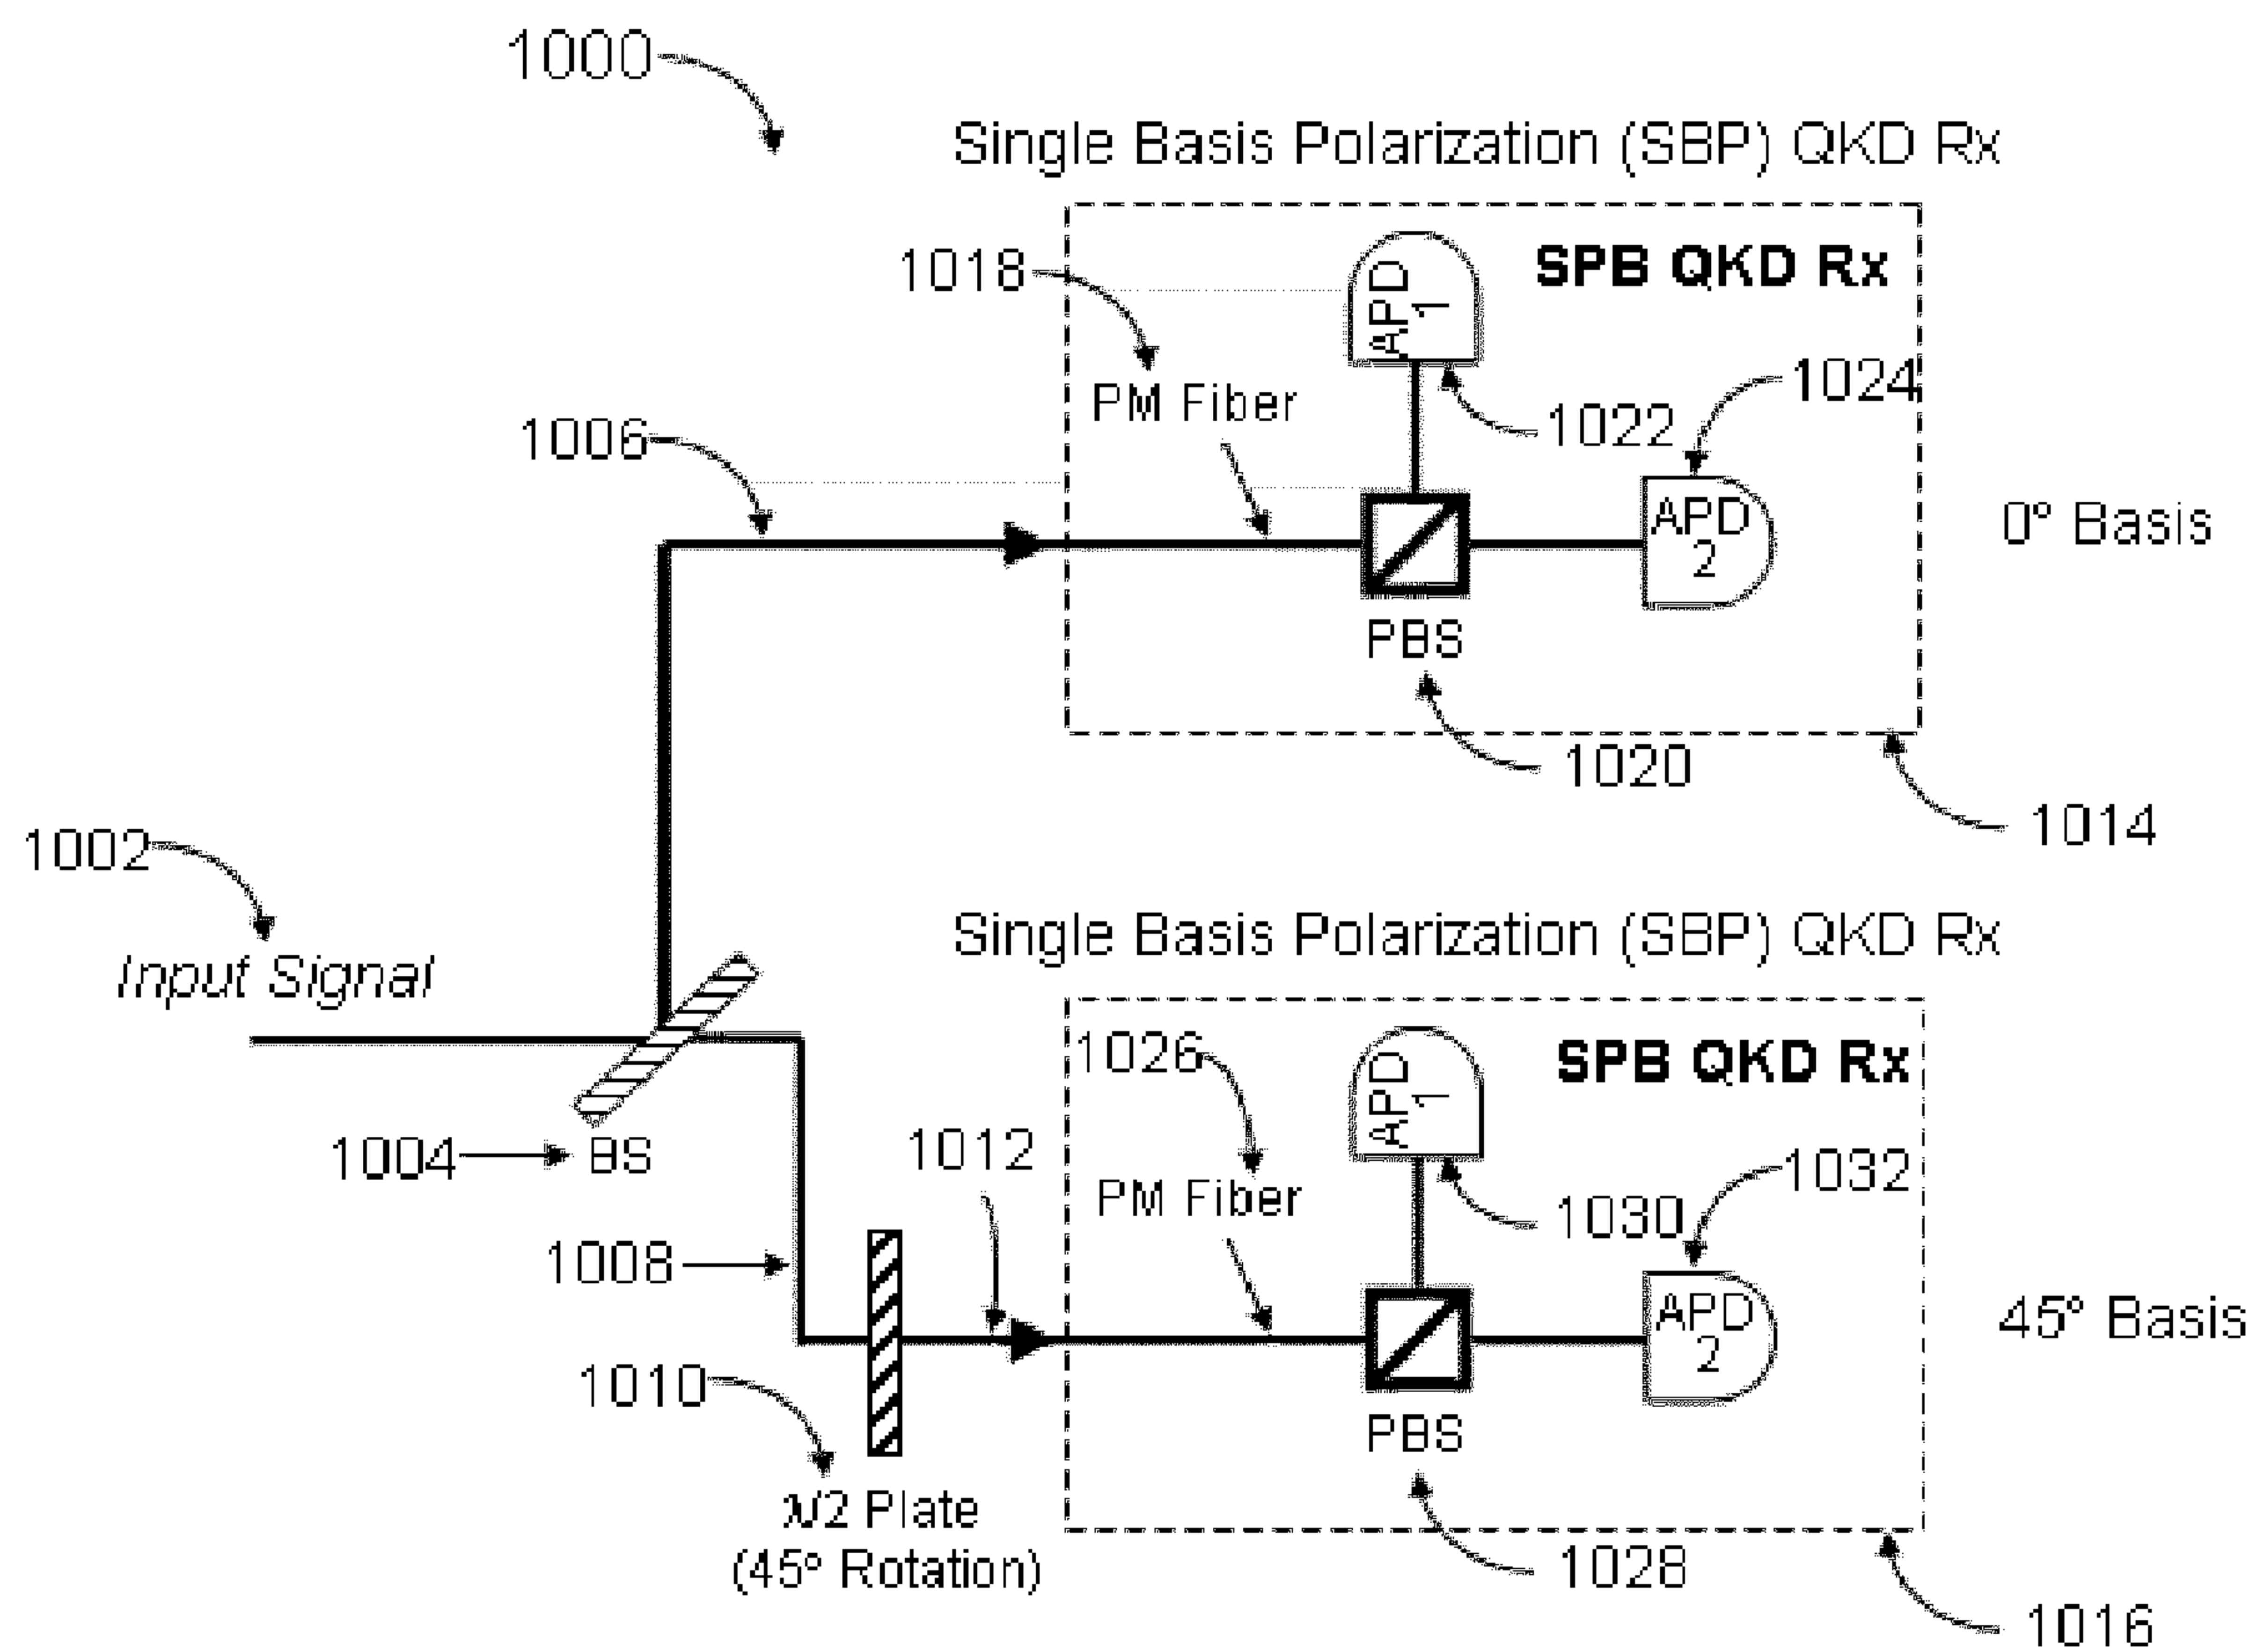 1000
Single Basis Polarization (SBP) QKD Rx
SPB QKD Rx
1018
APD
1
1024
PM Fiber
1022
1006
APD
2
0º Basis
PBS
1020
1014
1002
Single Basis Polarization (SBP) QKD Rx
Input Signal
1026
APD
1
SPB QKD Rx
1004
BS
1012
1032
PM Fiber
1030
1008
APD
2
45º Basis
1010
PBS
λ/2 Plate
(45º Rotation)
1028
1016